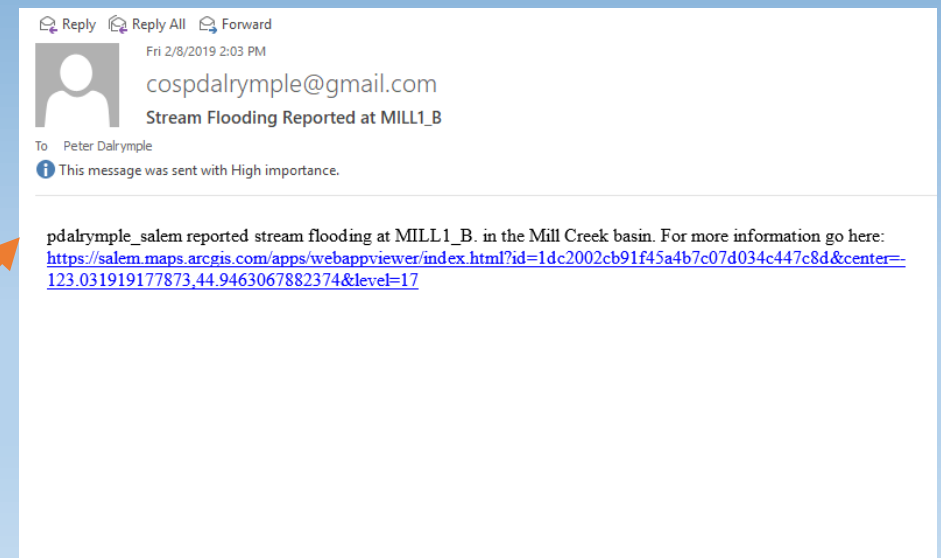 Reply Reply All Forward
Fri 2/8/2019 2:03 PM
cospdalrymple@gmail.com
Stream Flooding Reported at MILL1_B
To Peter Dalrymple
This message was sent with High importance.
pdalrymple_salem reported stream flooding at MILL1_B. in the Mill Creek basin. For more information go here:
https://salem.maps.arcgis.com/apps/webappviewer/index.html?id=1dc2002cb91f45a4b7c07d034c447c8d&center=-
123.031919177873,44.9463067882374&level=17